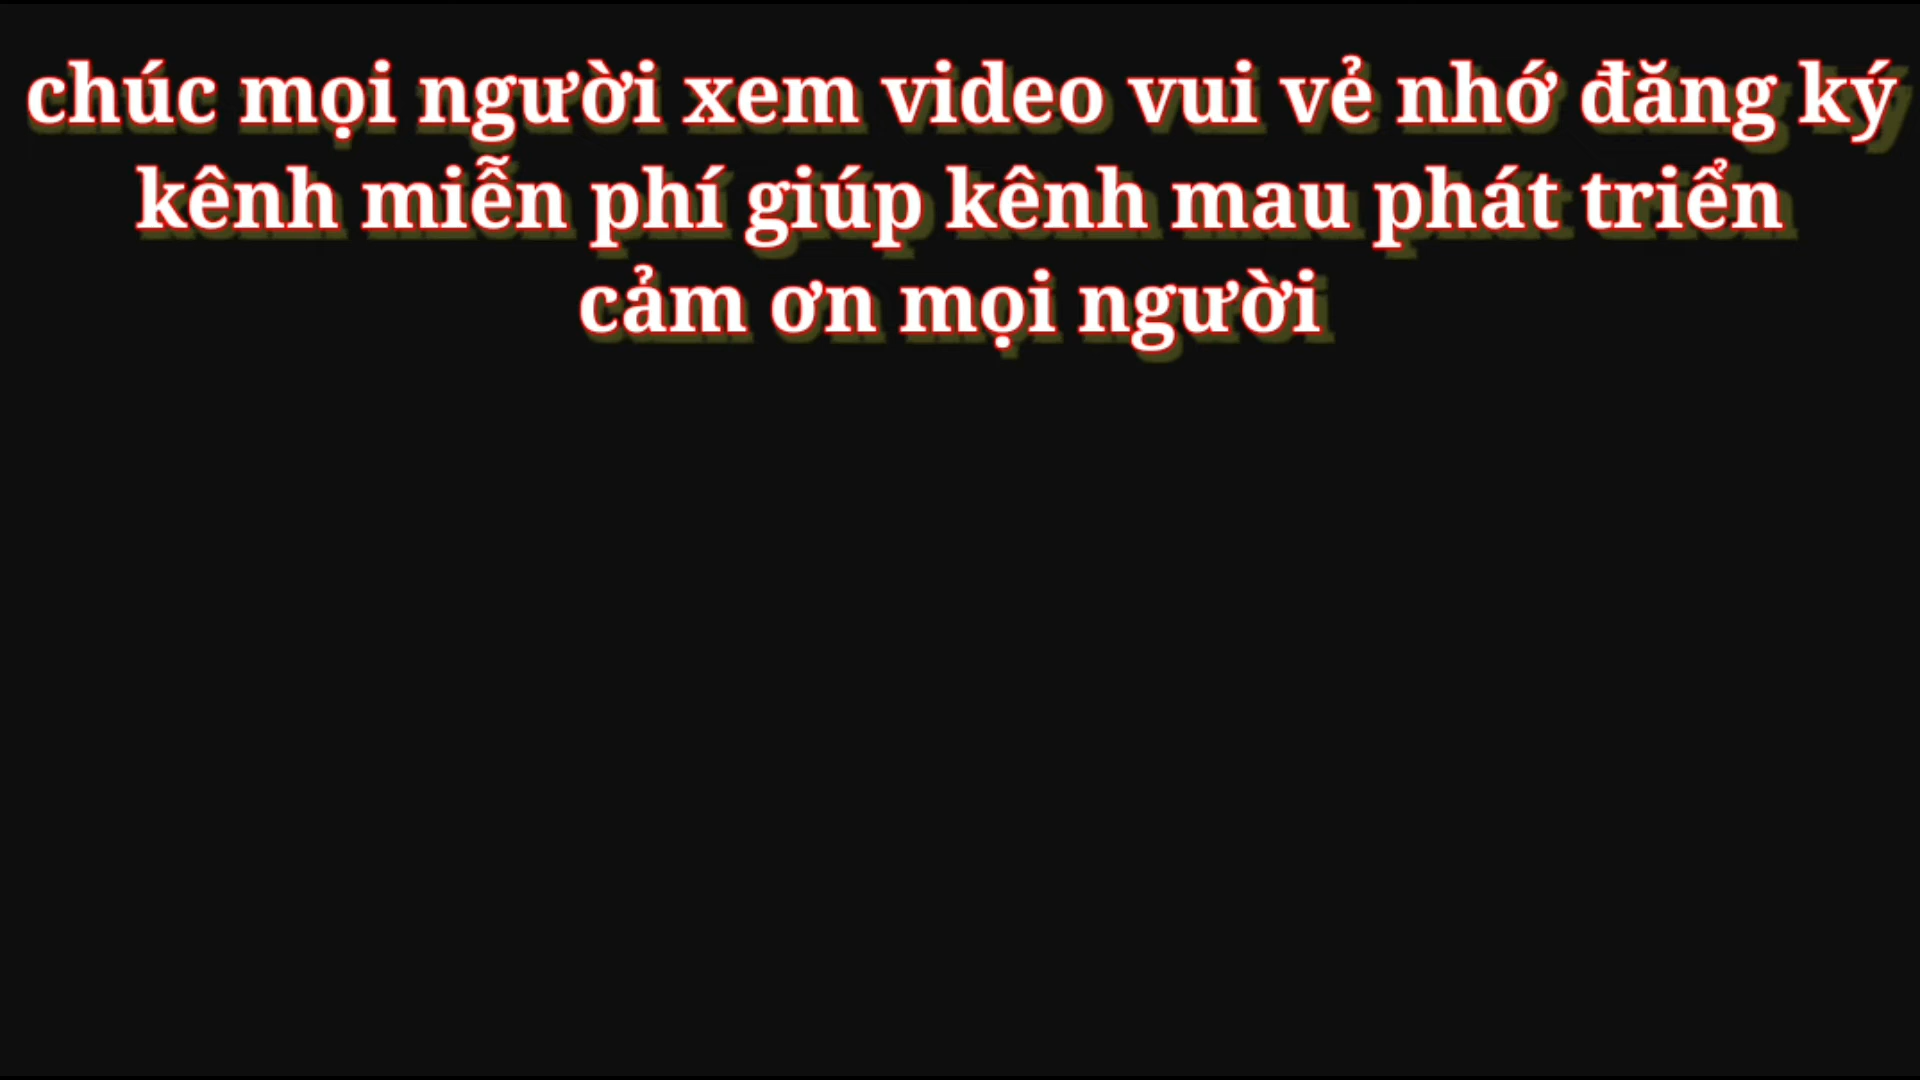 chúc mọi người xem video vui vẻ nhớ đăng ký
kênh miễn phí giúp kênh mau phát triển
cảm ơn mọi người